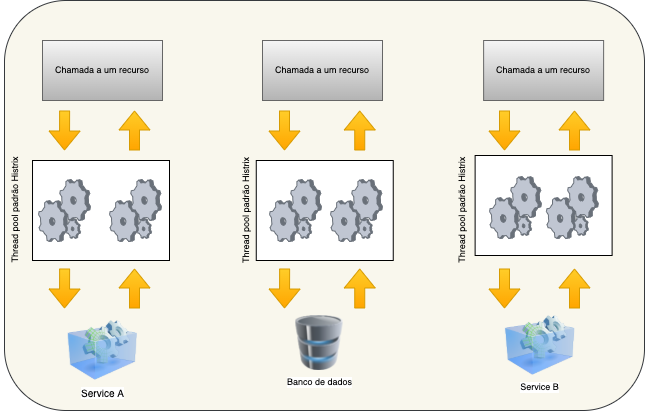 Chamada a um recurso
Chamada a um recurso
Chamada a um recurso
Thread pool padrão Histrix
Thread pool padrão Histrix
Thread pool padrão Histrix
Service A
Banco de dados
Service B